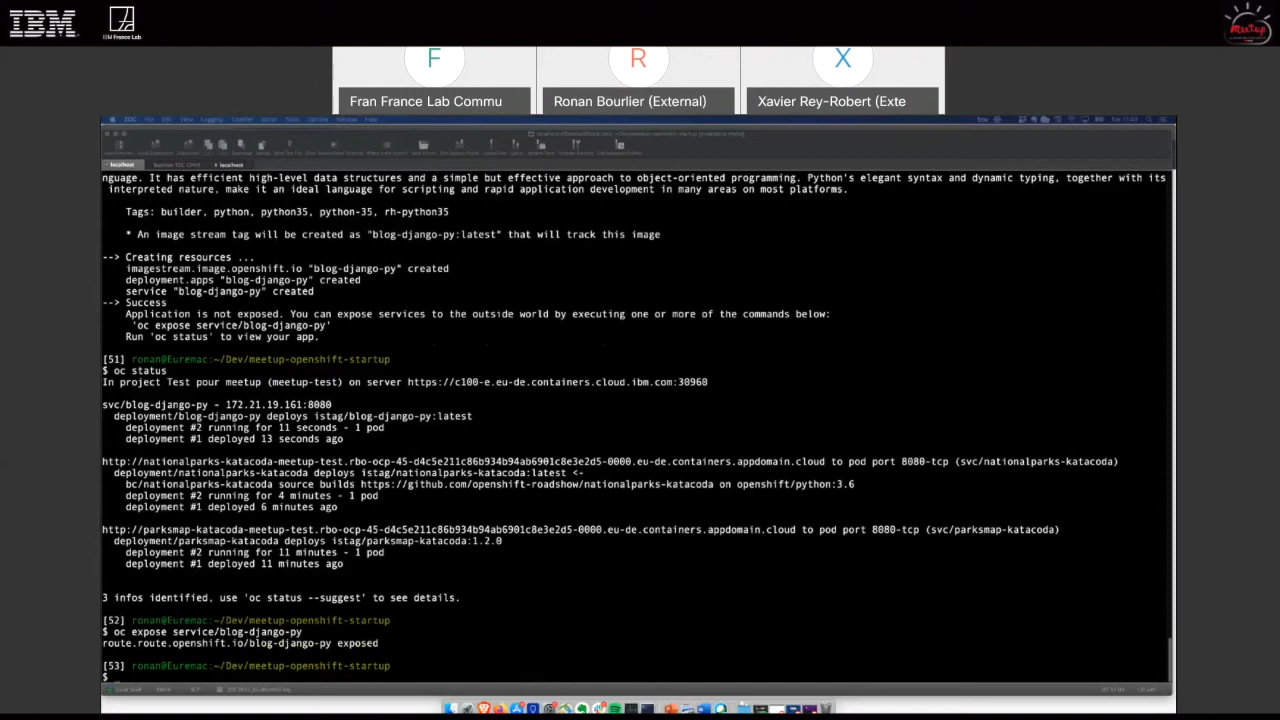 IBM
IBM France Lab
meetup
F
R
X
Fran France Lab Commu
Ronan Bourlier (External)
Xavier Rey-Robert (Exte
localhost
localhost
nguage. It has efficient high-level data structures and a simple but effective approach to object-oriented programming. Python's elegant syntax and dynamic typing, together with its
interpreted nature, make it an ideal language for scripting and rapid application development in many areas on most platforms.
Tags: builder, python, python35, python-35, rh-python35
* An image stream tag will be created as "blog-django-py:latest" that will track this image
--> Creating resources ...
imagestream.image.openshift.io "blog-django-py" created
deployment.apps "blog-django-py" created
service "blog-django-py" created
--> Success
Application is not exposed. You can expose services to the outside world by executing one or more of the commands below:
'oc expose service/blog-django-py'
Run 'oc status' to view your app.
[51] ronan@Euremac:~/Dev/meetup-openshift-startup
$ oc status
In project Test pour meetup (meetup-test) on server https://c100-e.eu-de.containers.cloud.ibm.com:30960
svc/blog-django-py - 172.21.19.161:8080
deployment/blog-django-py deploys istag/blog-django-py:latest
deployment #2 running for 11 seconds - 1 pod
deployment #1 deployed 13 seconds ago
http://nationalparks-katacoda-meetup-test.rbo-ocp-45-d4c5e211c86b934b94ab6901c8e3e2d5-0000.eu-de.containers.appdomain.cloud to pod port 8080-tcp (svc/nationalparks-katacoda)
deployment/nationalparks-katacoda deploys istag/nationalparks-katacoda:latest <-
bc/nationalparks-katacoda source builds https://github.com/openshift-roadshow/nationalparks-katacoda on openshift/python:3.6
deployment #2 running for 4 minutes - 1 pod
deployment #1 deployed 6 minutes ago
http://parksmap-katacoda-meetup-test.rbo-ocp-45-d4c5e211c86b934b94ab6901c8e3e2d5-0000.eu-de.containers.appdomain.cloud to pod port 8080-tcp (svc/parksmap-katacoda)
deployment/parksmap-katacoda deploys istag/parksmap-katacoda:1.2.0
deployment #2 running for 11 minutes - 1 pod
deployment #1 deployed 11 minutes ago
3 infos identified, use 'oc status --suggest' to see details.
[52] ronan@Euremac:~/Dev/meetup-openshift-startup
$ oc expose service/blog-django-py
route.route.openshift.io/blog-django-py exposed
[53] ronan@Euremac:~/Dev/meetup-openshift-startup
$